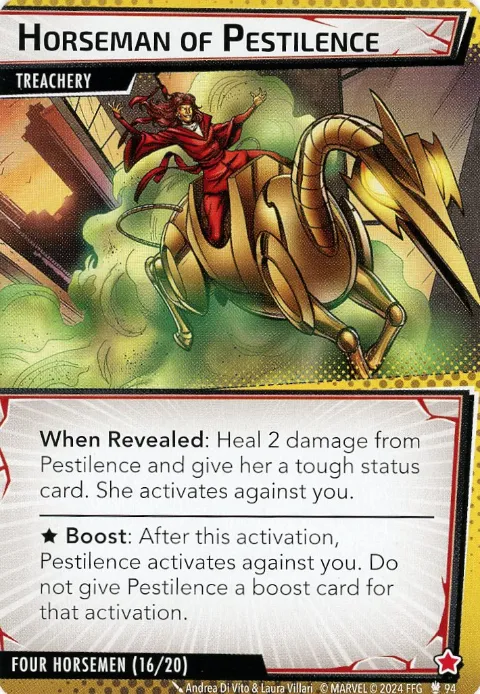 Horseman of Pestilence
TREACHERY
When Revealed: Heal 2 damage from
Pestilence and give her a tough status
card. She activates against you.
★ Boost: After this activation,
Pestilence activates against you. Do
not give Pestilence a boost card for
that activation.
FOUR HORSEMEN (16/20)
Andrea Di Vito & Laura Villari © MARVEL © 2024 FFG 94